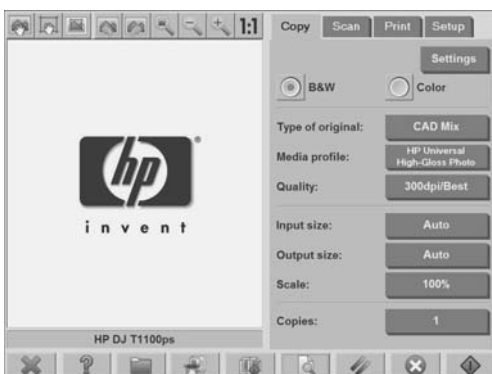 1:1
Copy Scan Print Setup
Settings
B&W Color
Type of original: CAD Mix
Media profile: HP Universal
High-Gloss Photo
Quality: 300dpi/Best
hp
invent
Input size: Auto
Output size: Auto
Scale: 100%
Copies: 1
HP DJ T1100ps
?